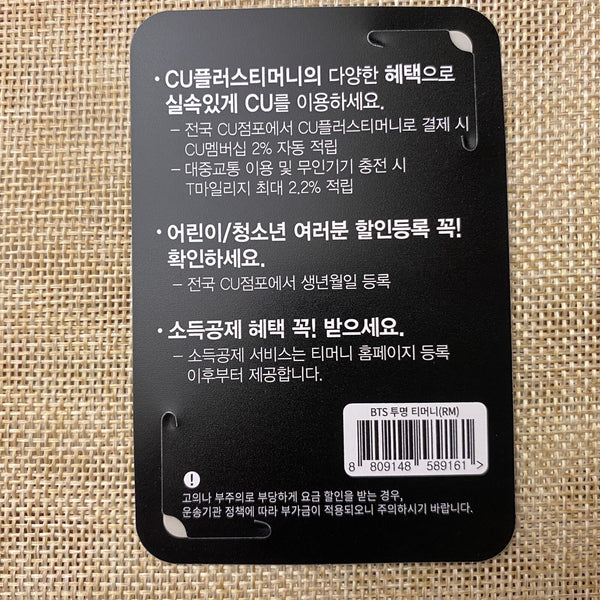 • CU플러스티머니의 다양한 혜택으로
실속있게 CU를 이용하세요.
– 전국 CU점포에서 CU플러스티머니로 결제 시
CU멤버십 2% 자동 적립
– 대중교통 이용 및 무인기기 충전 시
T마일리지 최대 2.2% 적립
• 어린이/청소년 여러분 할인등록 꼭!
확인하세요.
– 전국 CU점포에서 생년월일 등록
• 소득공제 혜택 꼭! 받으세요.
– 소득공제 서비스는 티머니 홈페이지 등록
이후부터 제공합니다.
BTS 투명 티머니(RM)
8 809148 589161 >
!
고의나 부주의로 부당하게 요금 할인을 받는 경우,
운송기관 정책에 따라 부가금이 적용되오니 주의하시기 바랍니다.